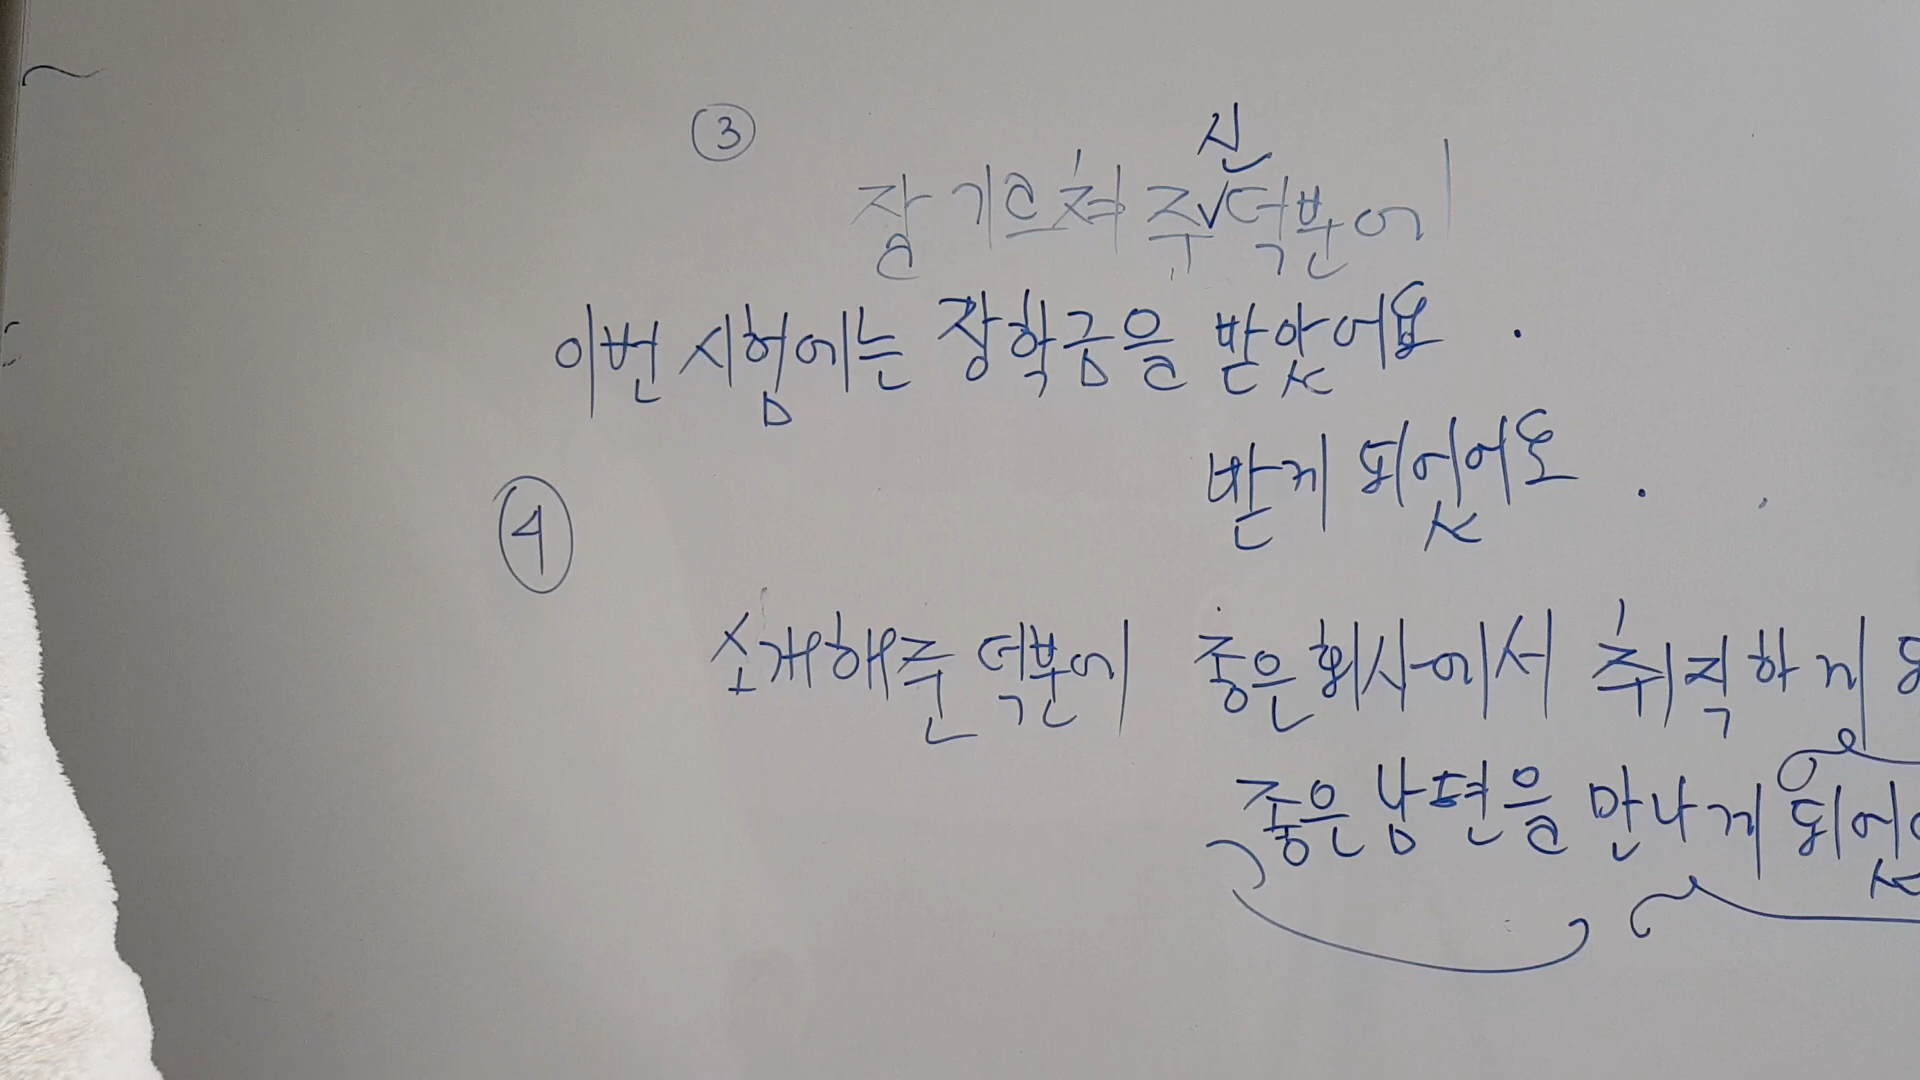 ③
신
잘 가르쳐 주√덕분에
이번 시험에는 장학금을 받았어요.
받게 되었어요.
④
소개해준 덕분에 좋은 회사에서 취직하게
좋은 남편을 만나게 되었